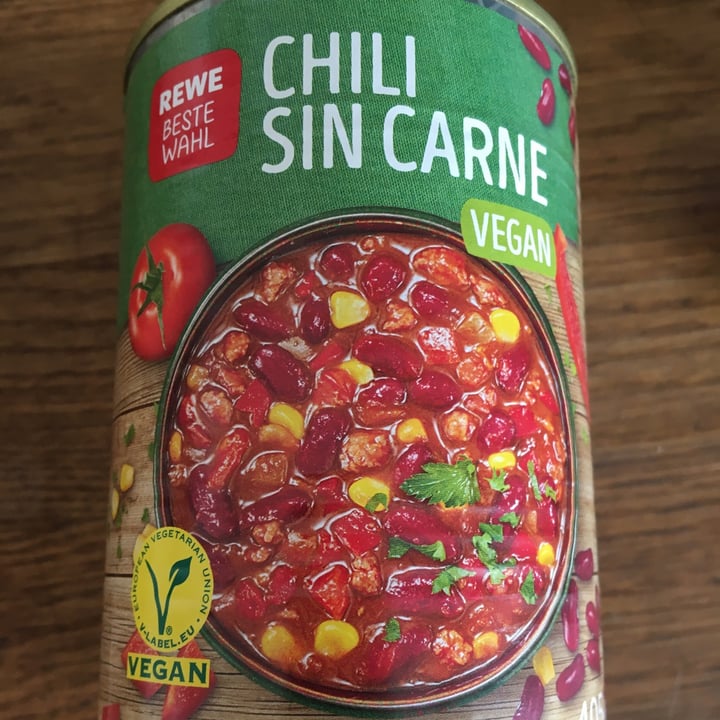 REWE
BESTE
WAHL
CHILI
SIN CARNE
VEGAN
EUROPEAN VEGETARIAN UNION
V-LABEL.EU
VEGAN